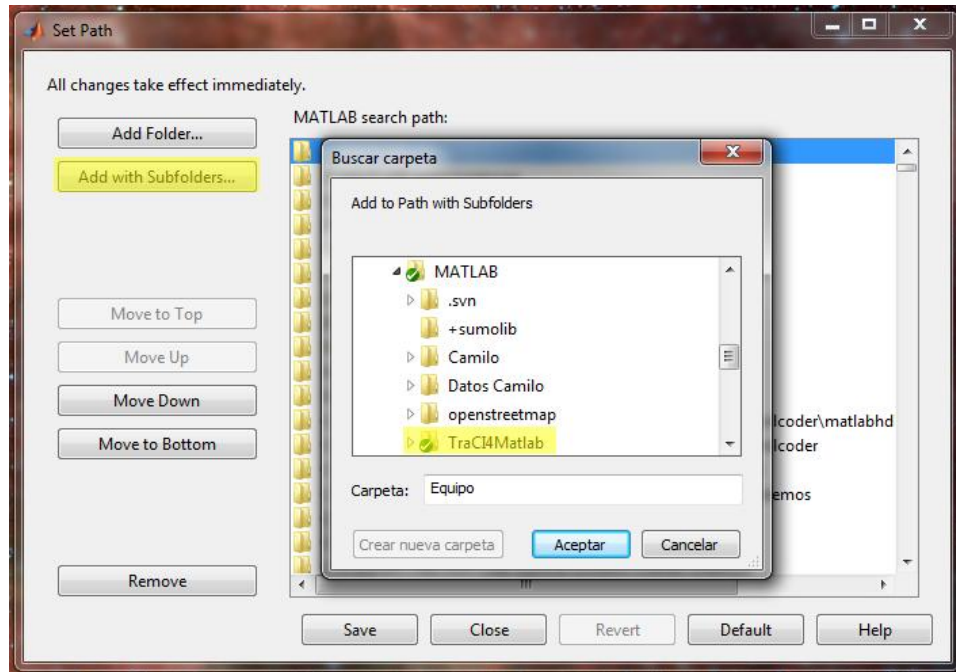 Set Path
All changes take effect immediately.
MATLAB search path:
Add Folder...
Add with Subfolders...
Move to Top
Move Up
Move Down
Move to Bottom
Remove
Buscar carpeta
Add to Path with Subfolders
MATLAB
.svn
+sumolib
Camilo
Datos Camilo
openstreetmap
TraCI4Matlab
Carpeta: Equipo
Crear nueva carpeta Aceptar Cancelar
lcoder\matlabhd
lcoder
emos
Save Close Revert Default Help